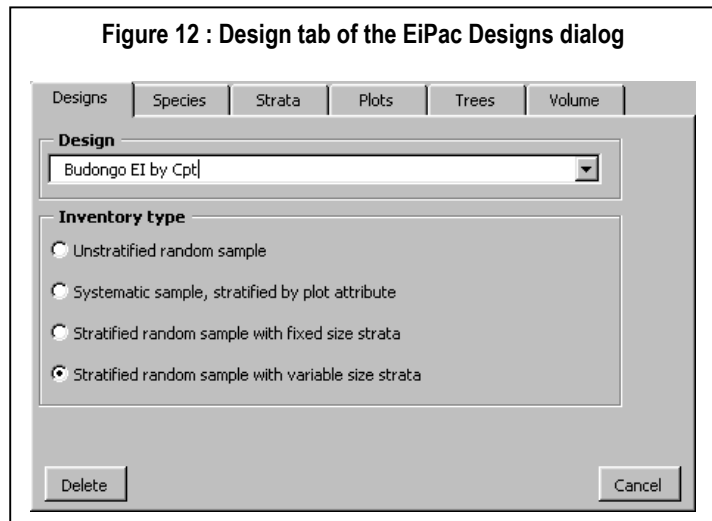 Figure 12 : Design tab of the EiPac Designs dialog
Designs Species Strata Plots Trees Volume
Design
Budongo EI by Cpt
Inventory type
Unstratified random sample
Systematic sample, stratified by plot attribute
Stratified random sample with fixed size strata
Stratified random sample with variable size strata
Delete Cancel